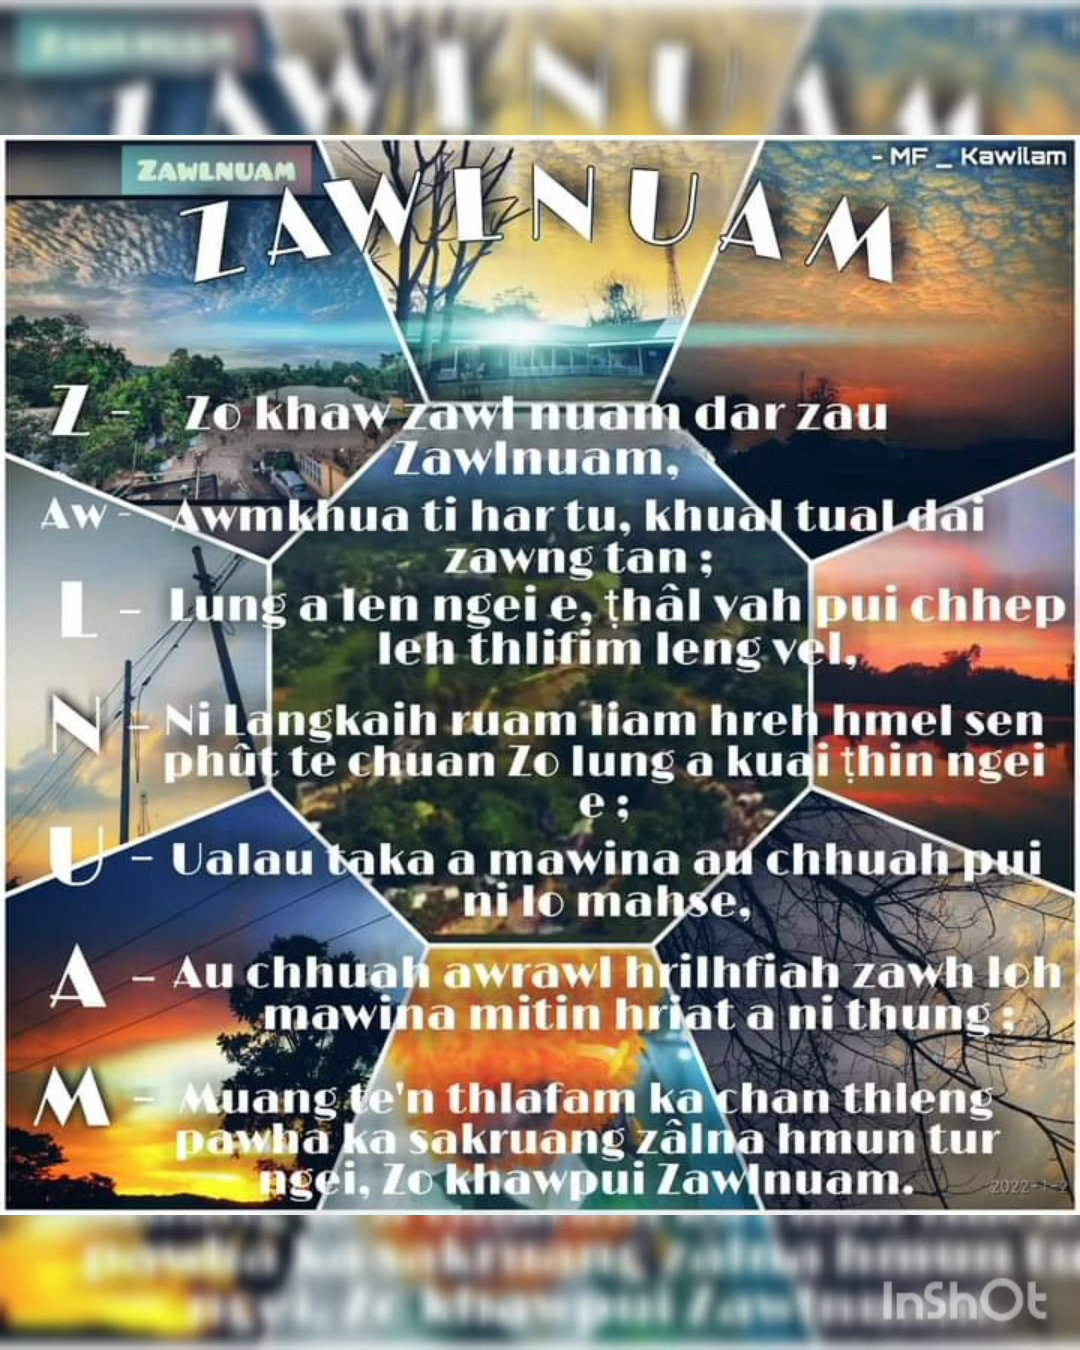 ZAWLNUAM
- MF _ Kawilam
ZAWLNUAM
Z - Zo khaw zawl nuam dar zau
Zawlnuam,
Aw - Awmkhua ti har tu, khual tual dai
zawng tan ;
L - Lung a len ngei e, ṭhâl vah pui chhep
leh thlifim leng vel,
N - Ni Langkaih ruam liam hreh hmel sen
phût te chuan Zo lung a kuai ṭhin ngei
e ;
U - Ualau taka a mawina au chhuah pui
ni lo mahse,
A - Au chhuah awrawl hrilhfiah zawh loh
mawina mitin hriat a ni thung ;
M - Muang te'n thlafam ka chan thleng
pawha ka sakruang zâlna hmun tur
ngei, Zo khawpui Zawlnuam.
InShOt